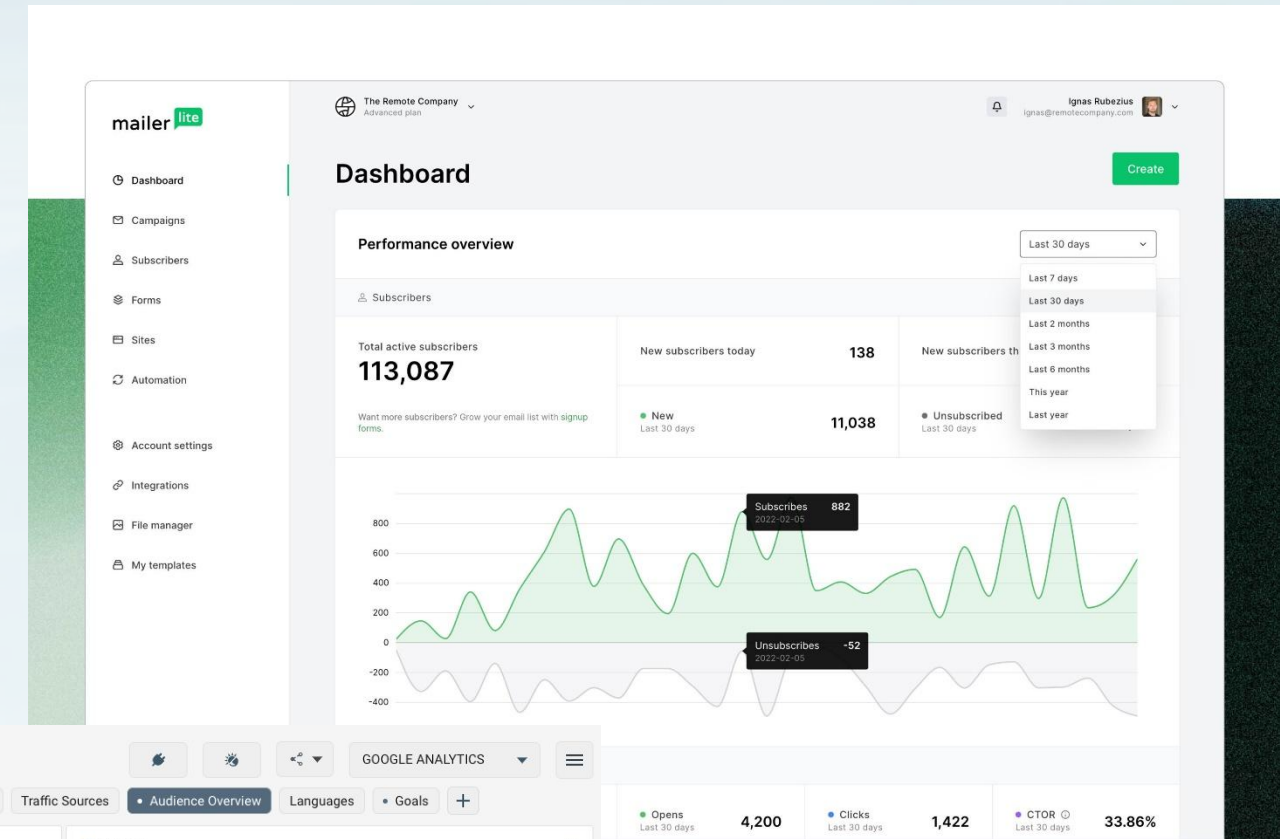 mailer lite
The Remote Company
Advanced plan
Ignas Rubezius
ignas@remotecompany.com
Dashboard
Campaigns
Subscribers
Forms
Sites
Automation
Account settings
Integrations
File manager
My templates
Dashboard
Create
Performance overview
Last 30 days
Last 7 days
Last 30 days
Last 2 months
Last 3 months
Last 6 months
This year
Last year
Subscribers
Total active subscribers
113,087
Want more subscribers? Grow your email list with signup
forms.
New subscribers today 138
New subscribers th
New 11,038
Last 30 days
Unsubscribed
Last 30 days
800
600
400
200
0
-200
-400
Subscribes 882
2022-02-05
Unsubscribes -52
2022-02-05
Opens 4,200
Last 30 days
Clicks 1,422
Last 30 days
CTOR 33.86%
Last 30 days
GOOGLE ANALYTICS
Traffic Sources
Audience Overview
Languages
Goals